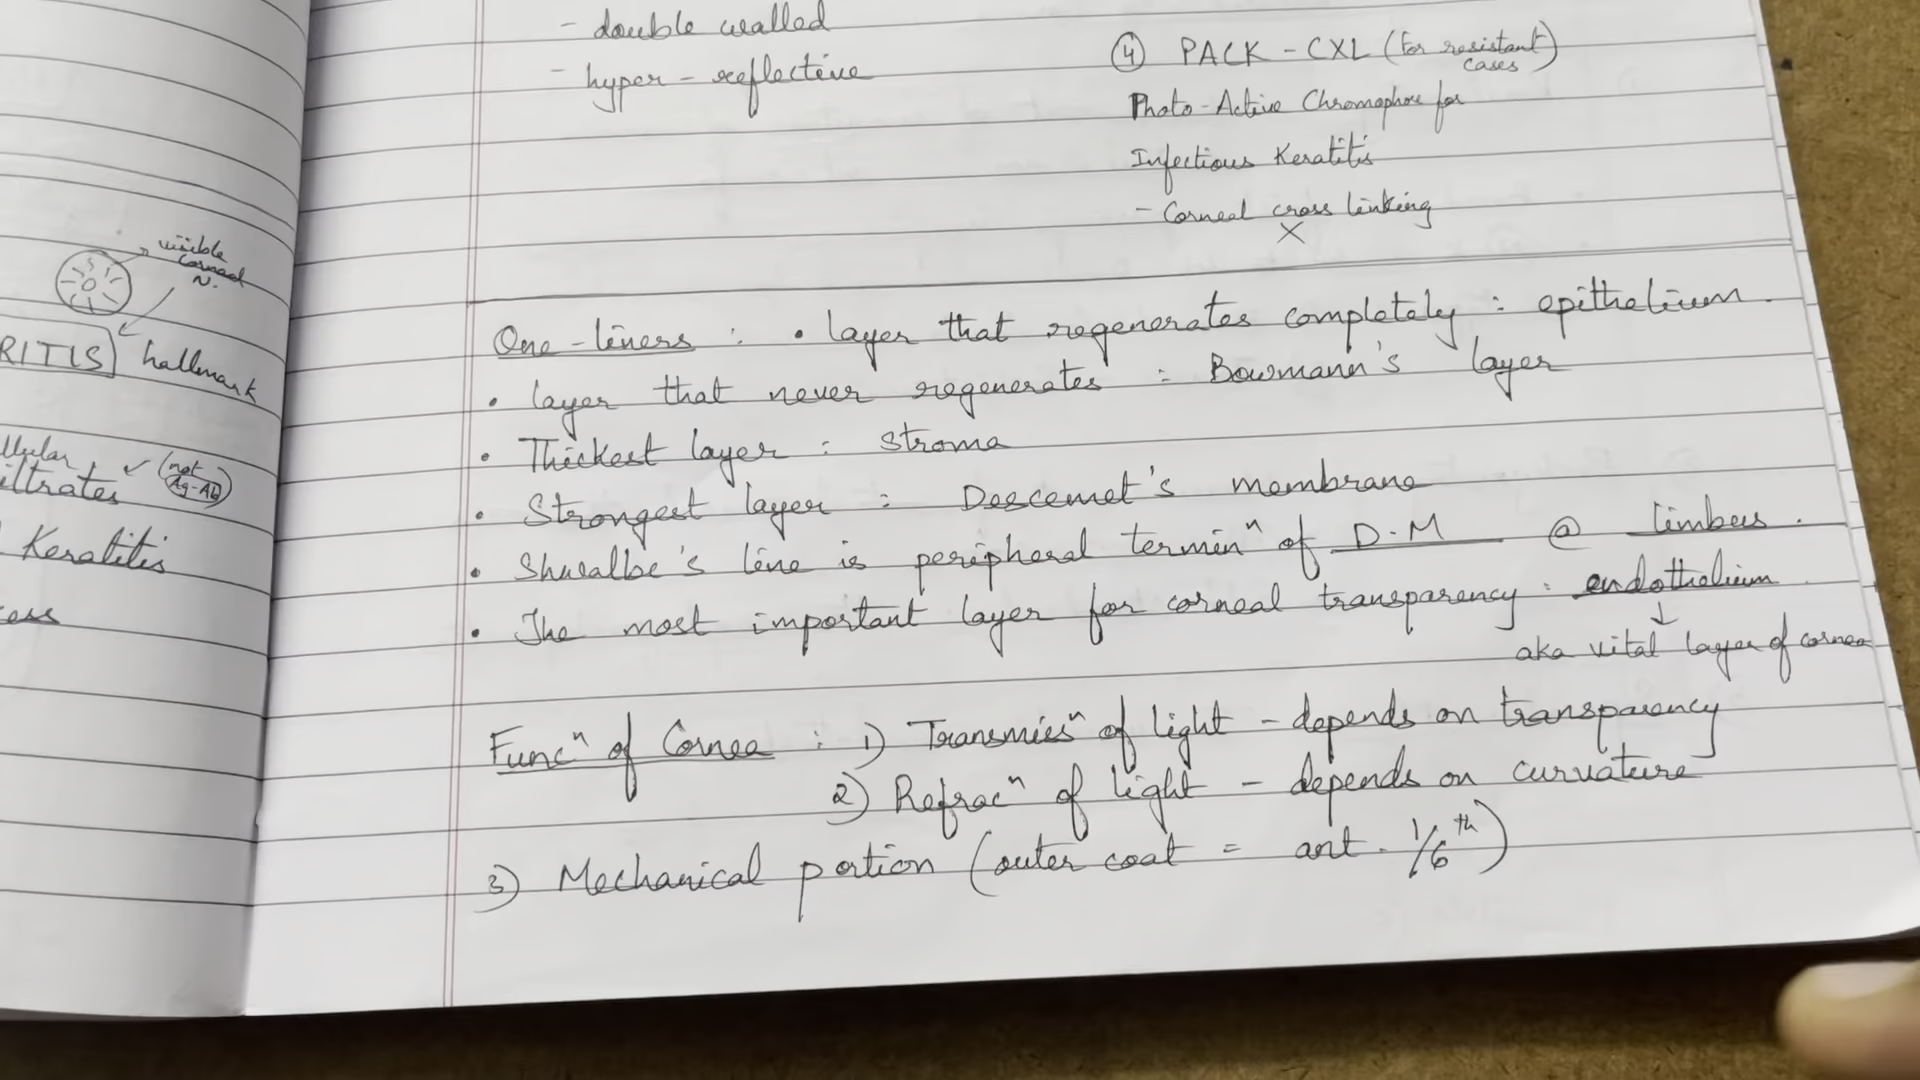 visible
corneal
N.
RITIS hallmark
(not
Ag-Ab)
Keratitis
- double walled
- hyper-reflective
④ PACK-CXL (for resistant
cases)
Photo-Active Chromophore for
Infectious Keratitis
- Corneal cross linking
X
One-liners : • layer that regenerates completely : epithelium.
• layer that never regenerates : Bowmann's layer
• Thickest layer : Stroma
• Strongest layer : Descemet's membrane
• Shwalbe's line is peripheral terminⁿ of D.M @ limbus.
• The most important layer for corneal transparency : endothelium.
↓
aka vital layer of cornea
Funcⁿ of Cornea : 1) Transmissⁿ of light - depends on transparency
2) Refracⁿ of light - depends on curvature
3) Mechanical portion (outer coat = ant. 1/6ᵗʰ)